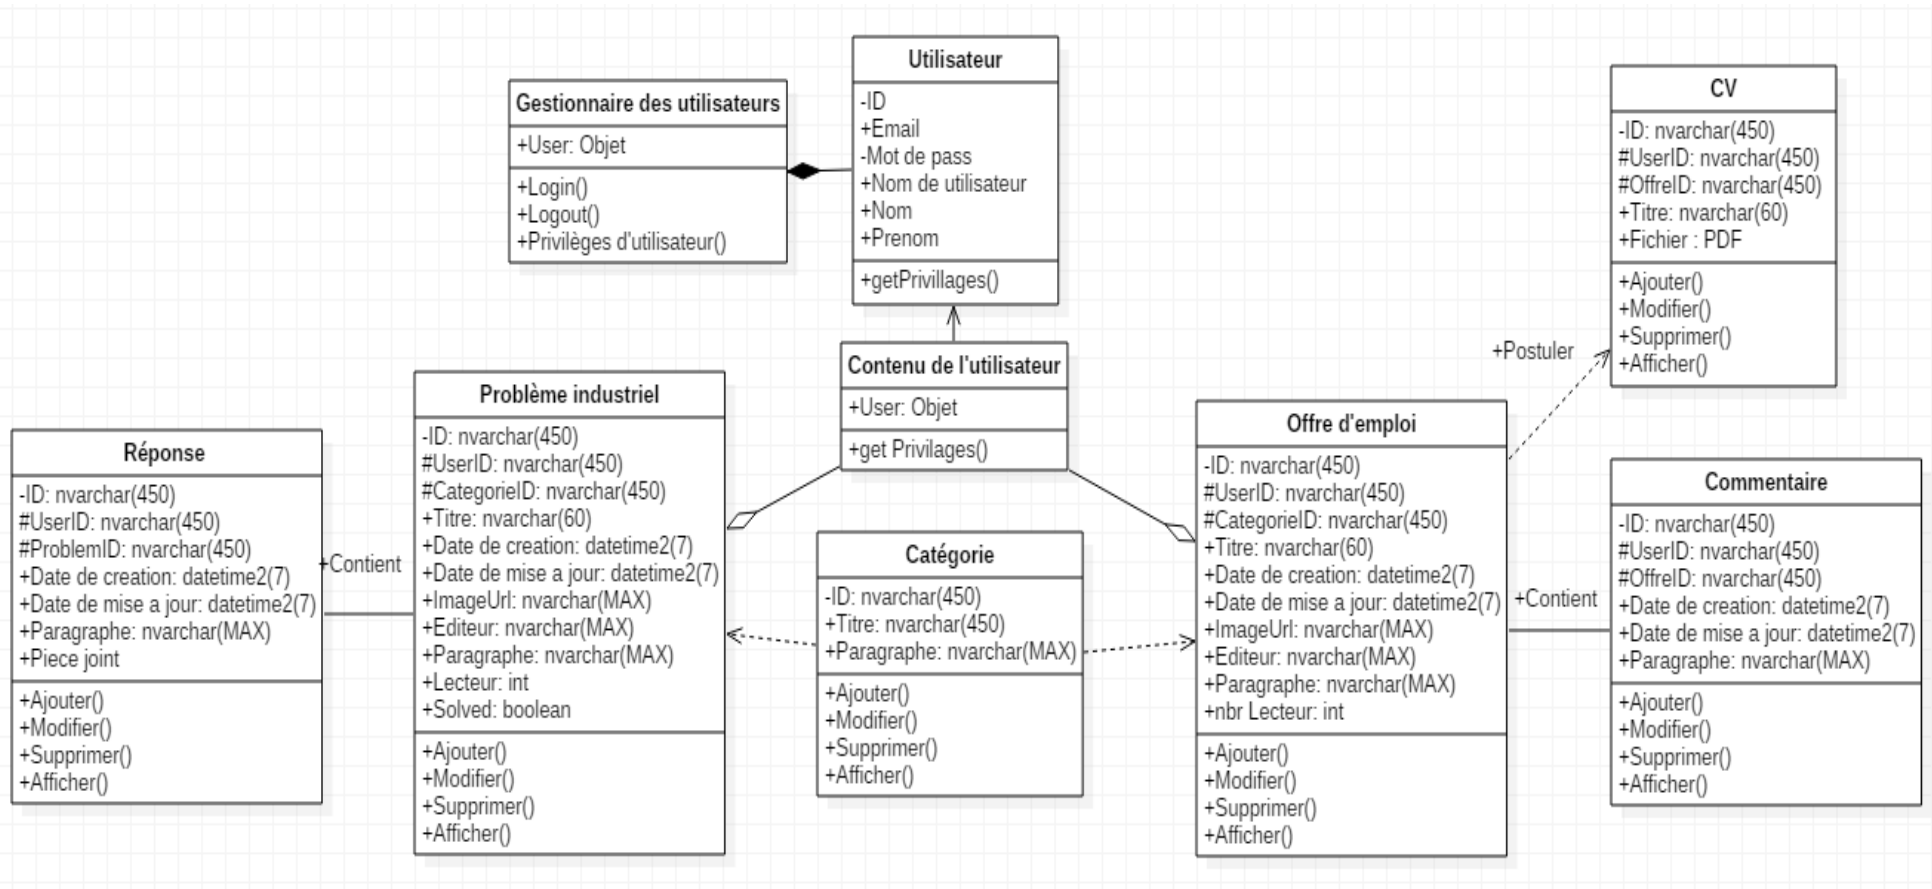 Utilisateur
-ID
+Email
-Mot de pass
+Nom de utilisateur
+Nom
+Prenom
+getPrivillages()
Gestionnaire des utilisateurs
+User: Objet
+Login()
+Logout()
+Privilèges d'utilisateur()
CV
-ID: nvarchar(450)
#UserID: nvarchar(450)
#OffreID: nvarchar(450)
+Titre: nvarchar(60)
+Fichier : PDF
+Ajouter()
+Modifier()
+Supprimer()
+Afficher()
+Postuler
Contenu de l'utilisateur
+User: Objet
+get Privilages()
Problème industriel
-ID: nvarchar(450)
#UserID: nvarchar(450)
#CategorieID: nvarchar(450)
+Titre: nvarchar(60)
+Date de creation: datetime2(7)
+Date de mise a jour: datetime2(7)
+ImageUrl: nvarchar(MAX)
+Editeur: nvarchar(MAX)
+Paragraphe: nvarchar(MAX)
+Lecteur: int
+Solved: boolean
+Ajouter()
+Modifier()
+Supprimer()
+Afficher()
Réponse
-ID: nvarchar(450)
#UserID: nvarchar(450)
#ProblemID: nvarchar(450)
+Date de creation: datetime2(7)
+Date de mise a jour: datetime2(7)
+Paragraphe: nvarchar(MAX)
+Piece joint
+Ajouter()
+Modifier()
+Supprimer()
+Afficher()
+Contient
Catégorie
-ID: nvarchar(450)
+Titre: nvarchar(450)
+Paragraphe: nvarchar(MAX)
+Ajouter()
+Modifier()
+Supprimer()
+Afficher()
Offre d'emploi
-ID: nvarchar(450)
#UserID: nvarchar(450)
#CategorieID: nvarchar(450)
+Titre: nvarchar(60)
+Date de creation: datetime2(7)
+Date de mise a jour: datetime2(7)
+ImageUrl: nvarchar(MAX)
+Editeur: nvarchar(MAX)
+Paragraphe: nvarchar(MAX)
+nbr Lecteur: int
+Ajouter()
+Modifier()
+Supprimer()
+Afficher()
+Contient
Commentaire
-ID: nvarchar(450)
#UserID: nvarchar(450)
#OffreID: nvarchar(450)
+Date de creation: datetime2(7)
+Date de mise a jour: datetime2(7)
+Paragraphe: nvarchar(MAX)
+Ajouter()
+Modifier()
+Supprimer()
+Afficher()